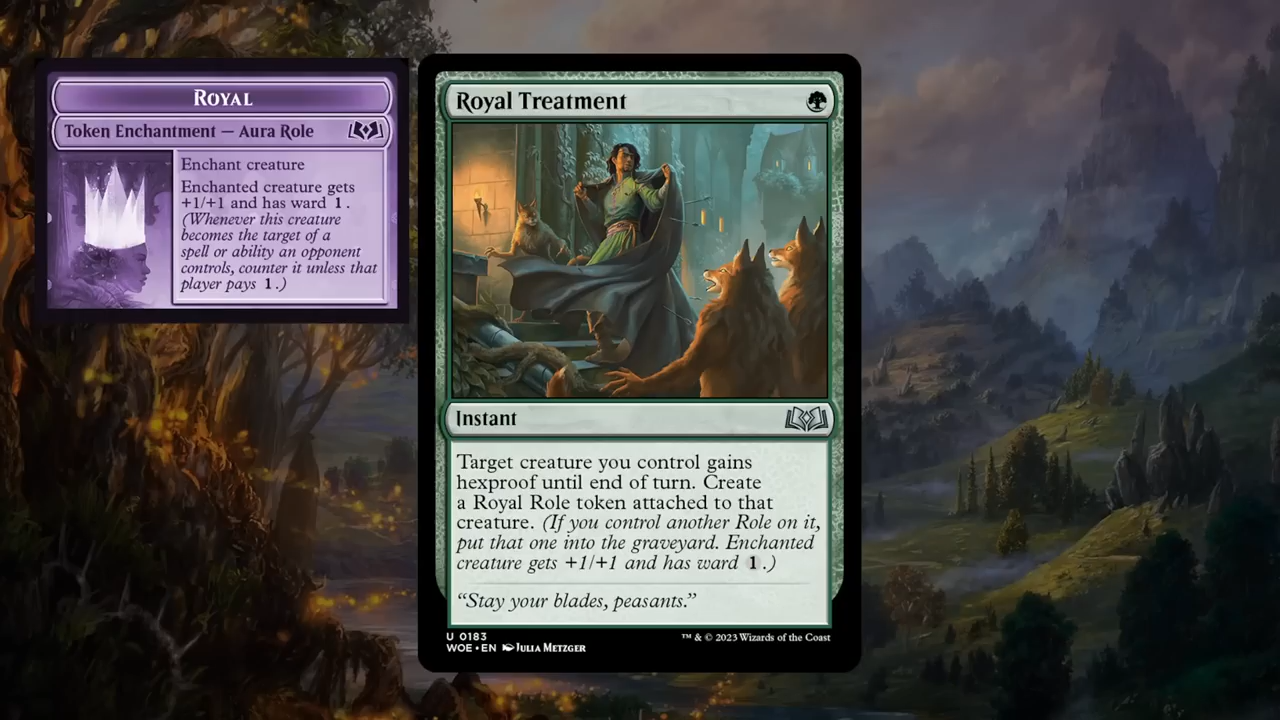 ROYAL
Token Enchantment — Aura Role
Enchant creature
Enchanted creature gets
+1/+1 and has ward 1.
(Whenever this creature
becomes the target of a
spell or ability an opponent
controls, counter it unless that
player pays 1.)
Royal Treatment
Instant
Target creature you control gains
hexproof until end of turn. Create
a Royal Role token attached to that
creature. (If you control another Role on it,
put that one into the graveyard. Enchanted
creature gets +1/+1 and has ward 1.)
“Stay your blades, peasants.”
U 0183
WOE • EN JULIA METZGER
™ & © 2023 Wizards of the Coast